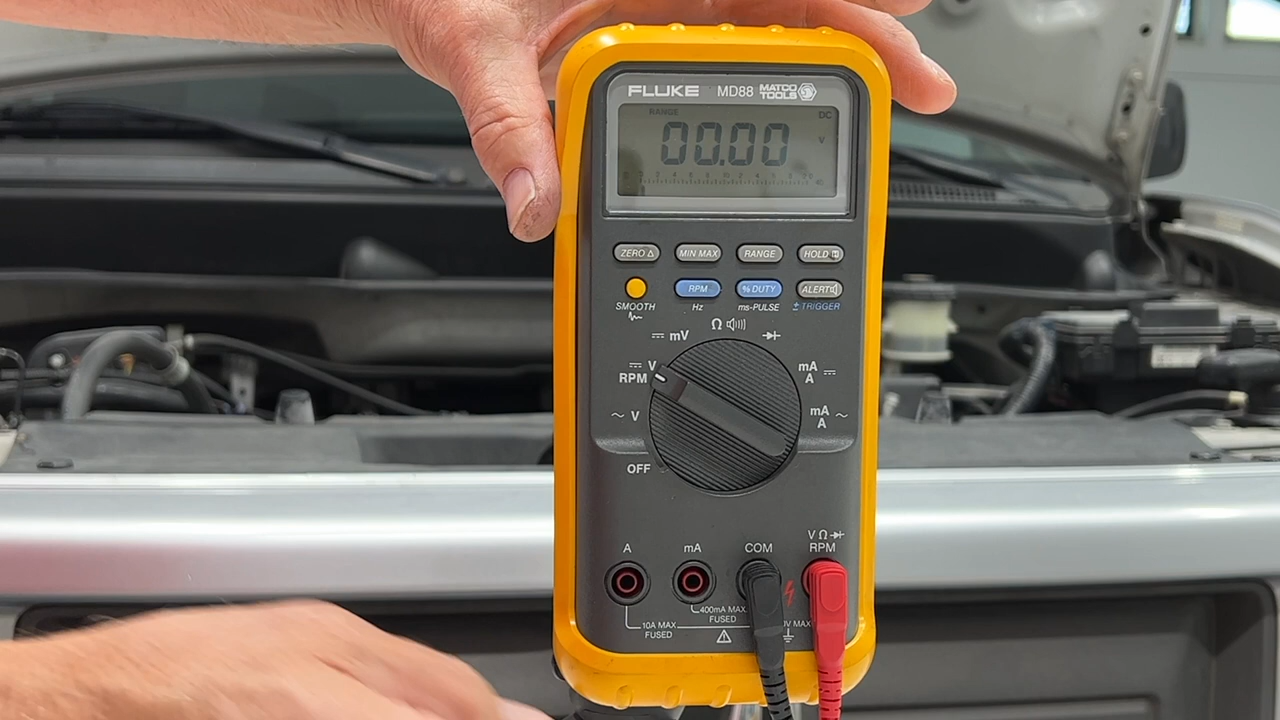 FLUKE MD88 MATCO TOOLS
RANGE DC
00.00 V
ZERO Δ MIN MAX RANGE HOLD
SMOOTH RPM % DUTY ALERT
Hz ms-PULSE ± TRIGGER
mV Ω
V
RPM
mA
A
~ V
mA
A ~
OFF
A mA COM V Ω
RPM
400mA MAX
FUSED
10A MAX
FUSED
V MAX